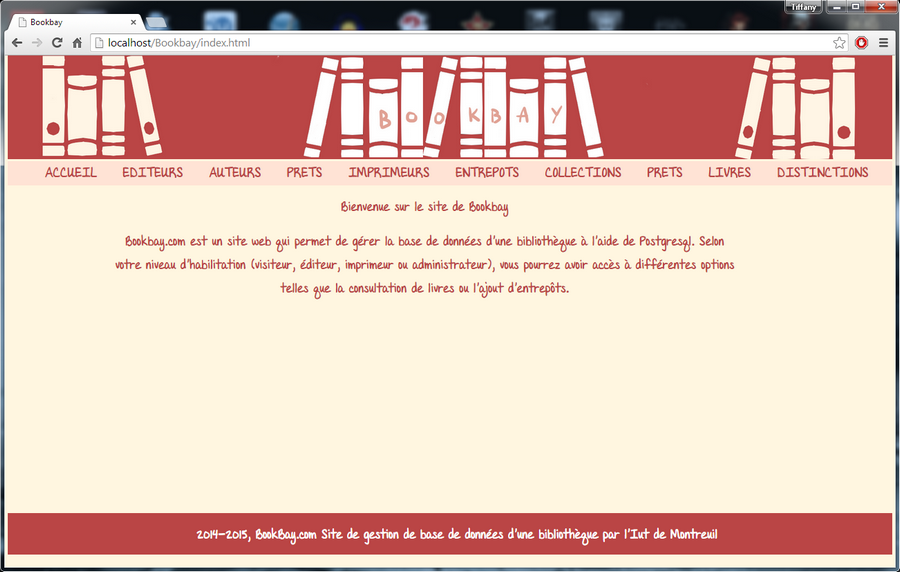 Tiffany
Bookbay
localhost/Bookbay/index.html
BOOKBAY
ACCUEIL EDITEURS AUTEURS PRETS IMPRIMEURS ENTREPOTS COLLECTIONS PRETS LIVRES DISTINCTIONS
Bienvenue sur le site de Bookbay
Bookbay.com est un site web qui permet de gérer la base de données d'une bibliothèque à l'aide de Postgresql. Selon
votre niveau d'habilitation (visiteur, éditeur, imprimeur ou administrateur), vous pourrez avoir accès à différentes options
telles que la consultation de livres ou l'ajout d'entrepôts.
2014-2015, BookBay.com Site de gestion de base de données d'une bibliothèque par l'Iut de Montreuil